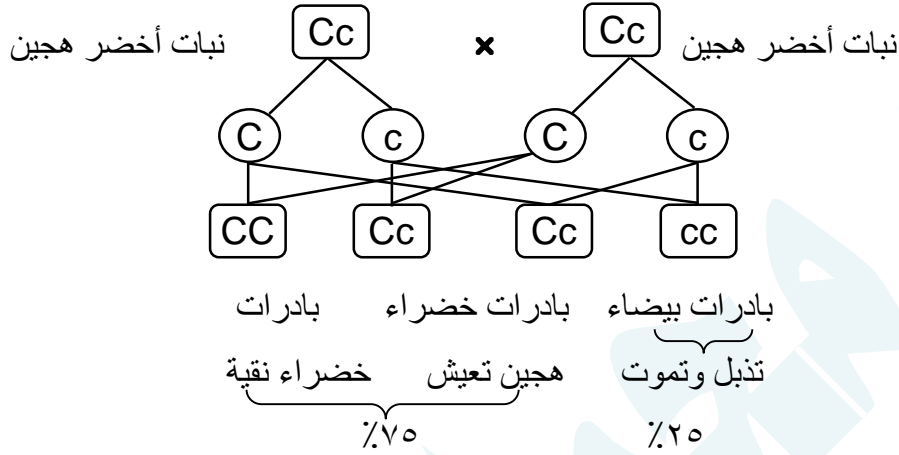 نبات أخضر هجين Cc × Cc نبات أخضر هجين
C c C c
CC Cc Cc cc
بادرات بيضاء بادرات خضراء بادرات
تذبل وتموت هجين تعيش خضراء نقية
٪٢٥ ٪٧٥